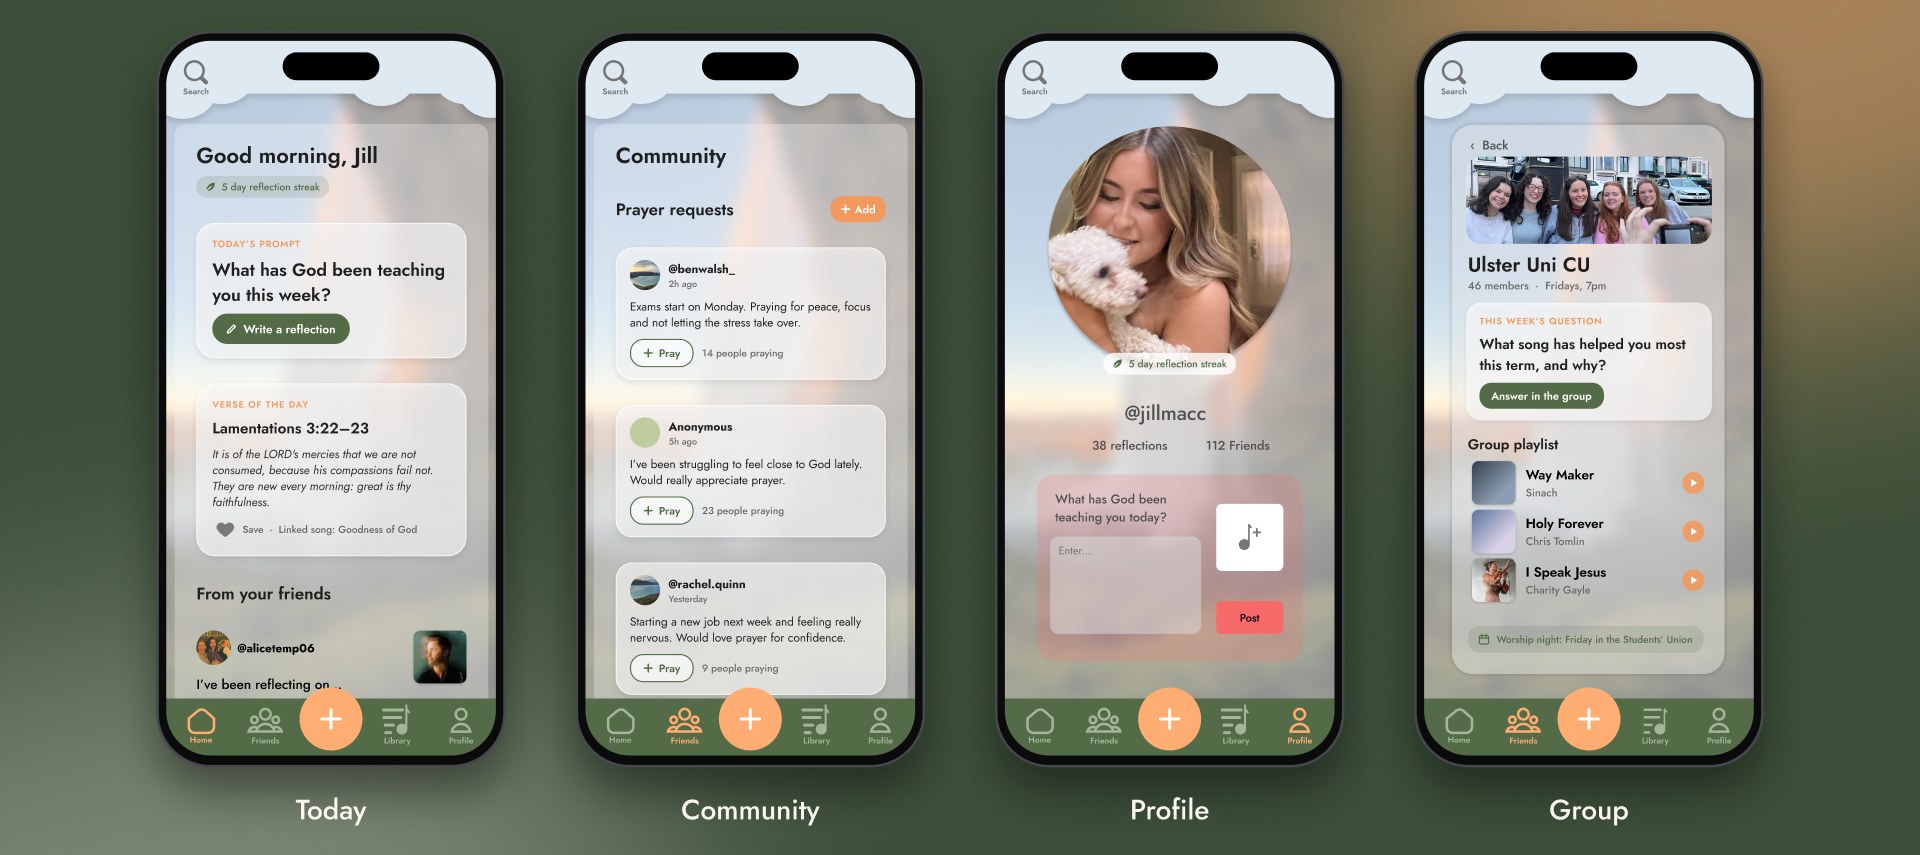 Search
Good morning, Jill
5 day reflection streak
TODAY'S PROMPT
What has God been teaching
you this week?
Write a reflection
VERSE OF THE DAY
Lamentations 3:22–23
It is of the LORD's mercies that we are not
consumed, because his compassions fail not.
They are new every morning: great is thy
faithfulness.
Save · Linked song: Goodness of God
From your friends
@alicetemp06
I've been reflecting on...
Home
Friends
Library
Profile
Today
Search
Community
Prayer requests
+ Add
@benwalsh_
2h ago
Exams start on Monday. Praying for peace, focus
and not letting the stress take over.
+ Pray
14 people praying
Anonymous
5h ago
I've been struggling to feel close to God lately.
Would really appreciate prayer.
+ Pray
23 people praying
@rachel.quinn
Yesterday
Starting a new job next week and feeling really
nervous. Would love prayer for confidence.
+ Pray
9 people praying
Home
Friends
Library
Profile
Community
Search
5 day reflection streak
@jillmacc
38 reflections
112 Friends
What has God been
teaching you today?
Enter...
Post
Home
Friends
Library
Profile
Profile
Search
‹ Back
Ulster Uni CU
46 members · Fridays, 7pm
THIS WEEK'S QUESTION
What song has helped you most
this term, and why?
Answer in the group
Group playlist
Way Maker
Sinach
Holy Forever
Chris Tomlin
I Speak Jesus
Charity Gayle
Worship night: Friday in the Students' Union
Home
Friends
Library
Profile
Group